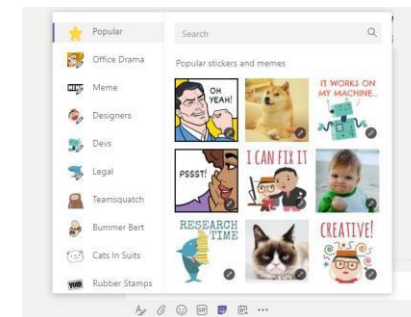 Popular
Office Drama
Meme
Designers
Devs
Legal
Teamsquatch
Bummer Bert
Cats In Suits
Rubber Stamps
Search
Popular stickers and memes
OH
YEAH!
IT WORKS ON
MY MACHINE...
PSSST!
I CAN FIX IT
RESEARCH
TIME
CREATIVE!
GIF